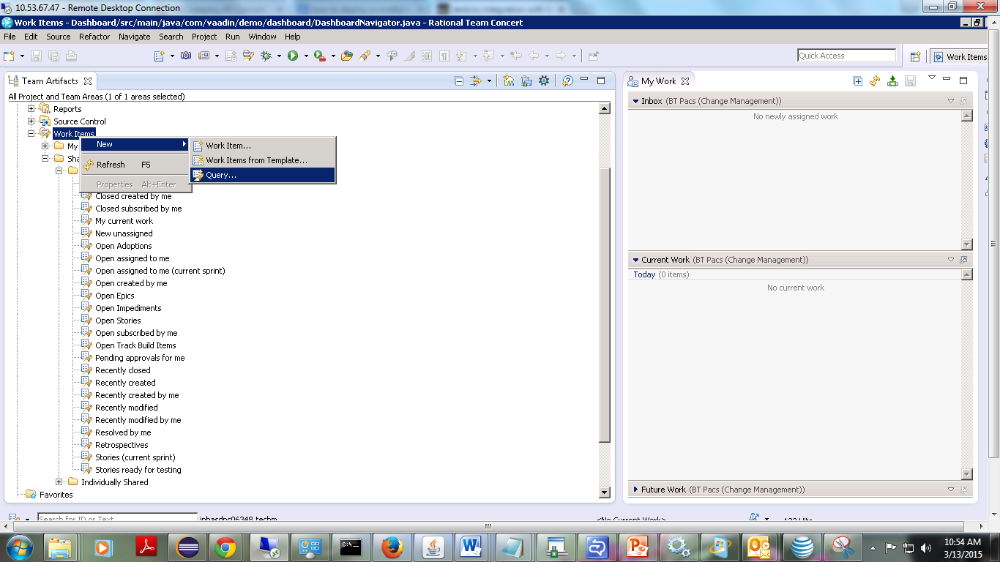 10.53.67.47 - Remote Desktop Connection
Work Items - Dashboard/src/main/java/com/vaadin/demo/dashboard/DashboardNavigator.java - Rational Team Concert
File Edit Source Refactor Navigate Search Project Run Window Help
Quick Access
Work Items
Team Artifacts
All Project and Team Areas (1 of 1 areas selected)
Reports
Source Control
Work Items
My
Sha
New
Refresh F5
Properties Alt+Enter
Work Item...
Work Items from Template...
Query...
Closed created by me
Closed subscribed by me
My current work
New unassigned
Open Adoptions
Open assigned to me
Open assigned to me (current sprint)
Open created by me
Open Epics
Open Impediments
Open Stories
Open subscribed by me
Open Track Build Items
Pending approvals for me
Recently closed
Recently created
Recently created by me
Recently modified
Recently modified by me
Resolved by me
Retrospectives
Stories (current sprint)
Stories ready for testing
Individually Shared
Favorites
My Work
Inbox (BT Pacs (Change Management))
No newly assigned work
Current Work (BT Pacs (Change Management))
Today (0 items)
No current work
Future Work (BT Pacs (Change Management))
Search for ID or Text
<No Current Work>
10:54 AM
3/13/2015